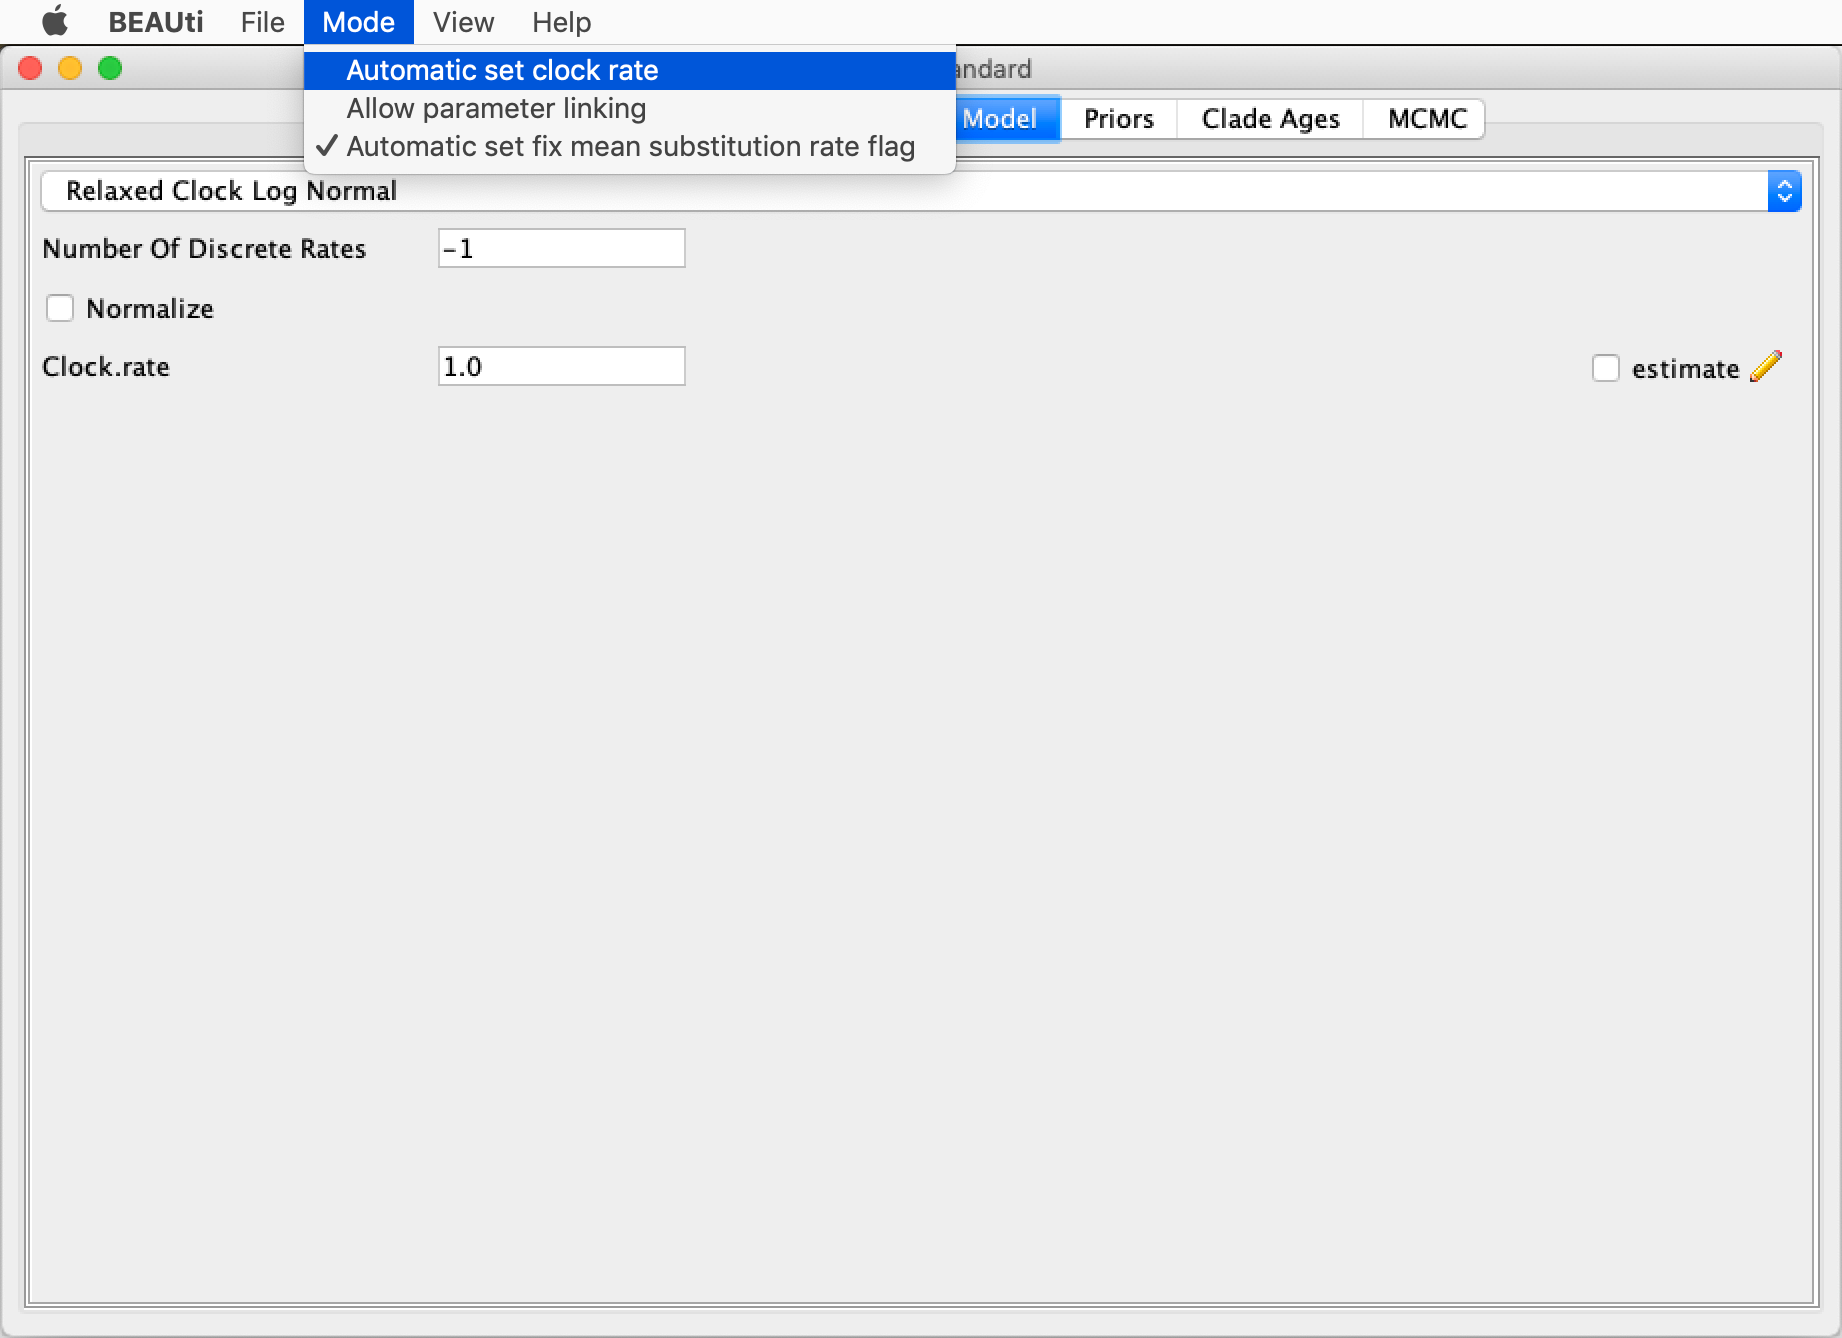 BEAUti File Mode View Help
Automatic set clock rate
Allow parameter linking
✓ Automatic set fix mean substitution rate flag
Model Priors Clade Ages MCMC
Relaxed Clock Log Normal
Number Of Discrete Rates -1
Normalize
Clock.rate 1.0 estimate